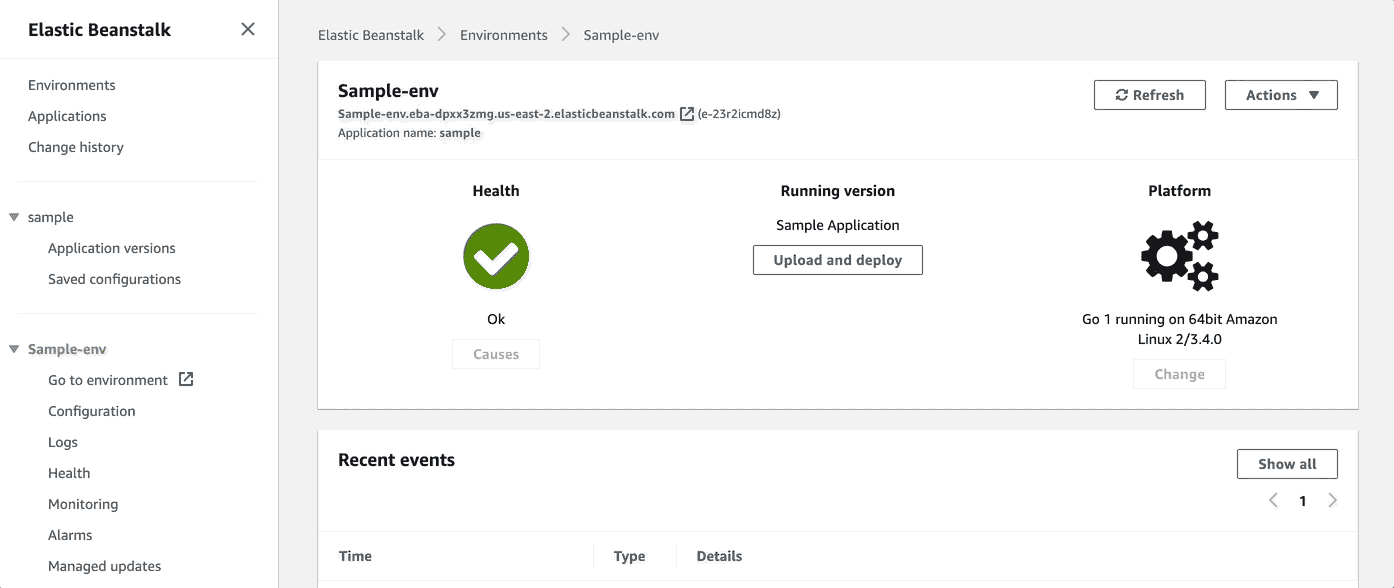 Elastic Beanstalk
Environments
Applications
Change history
sample
Application versions
Saved configurations
Sample-env
Go to environment
Configuration
Logs
Health
Monitoring
Alarms
Managed updates
Elastic Beanstalk Environments Sample-env
Sample-env
Sample-env.eba-dpxx3zmg.us-east-2.elasticbeanstalk.com (e-23r2icmd8z)
Application name: sample
Refresh
Actions
Health
Ok
Causes
Running version
Sample Application
Upload and deploy
Platform
Go 1 running on 64bit Amazon
Linux 2/3.4.0
Change
Recent events
Show all
1
Time Type Details